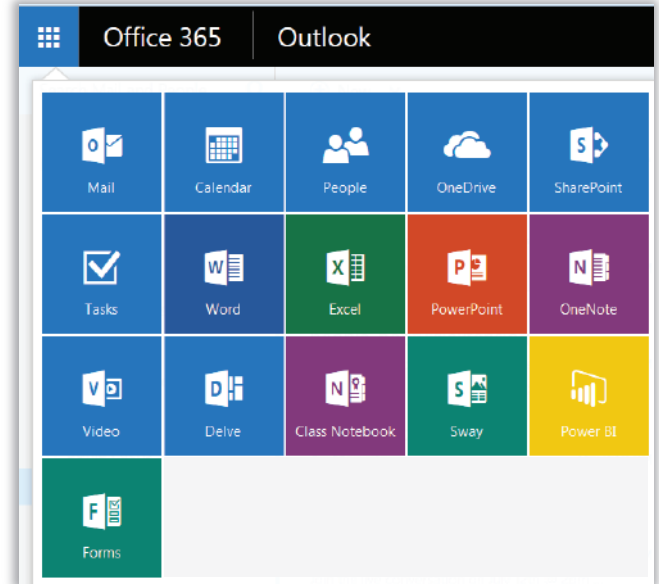 Office 365 Outlook
Mail Calendar People OneDrive SharePoint
Tasks Word Excel PowerPoint OneNote
Video Delve Class Notebook Sway Power BI
Forms